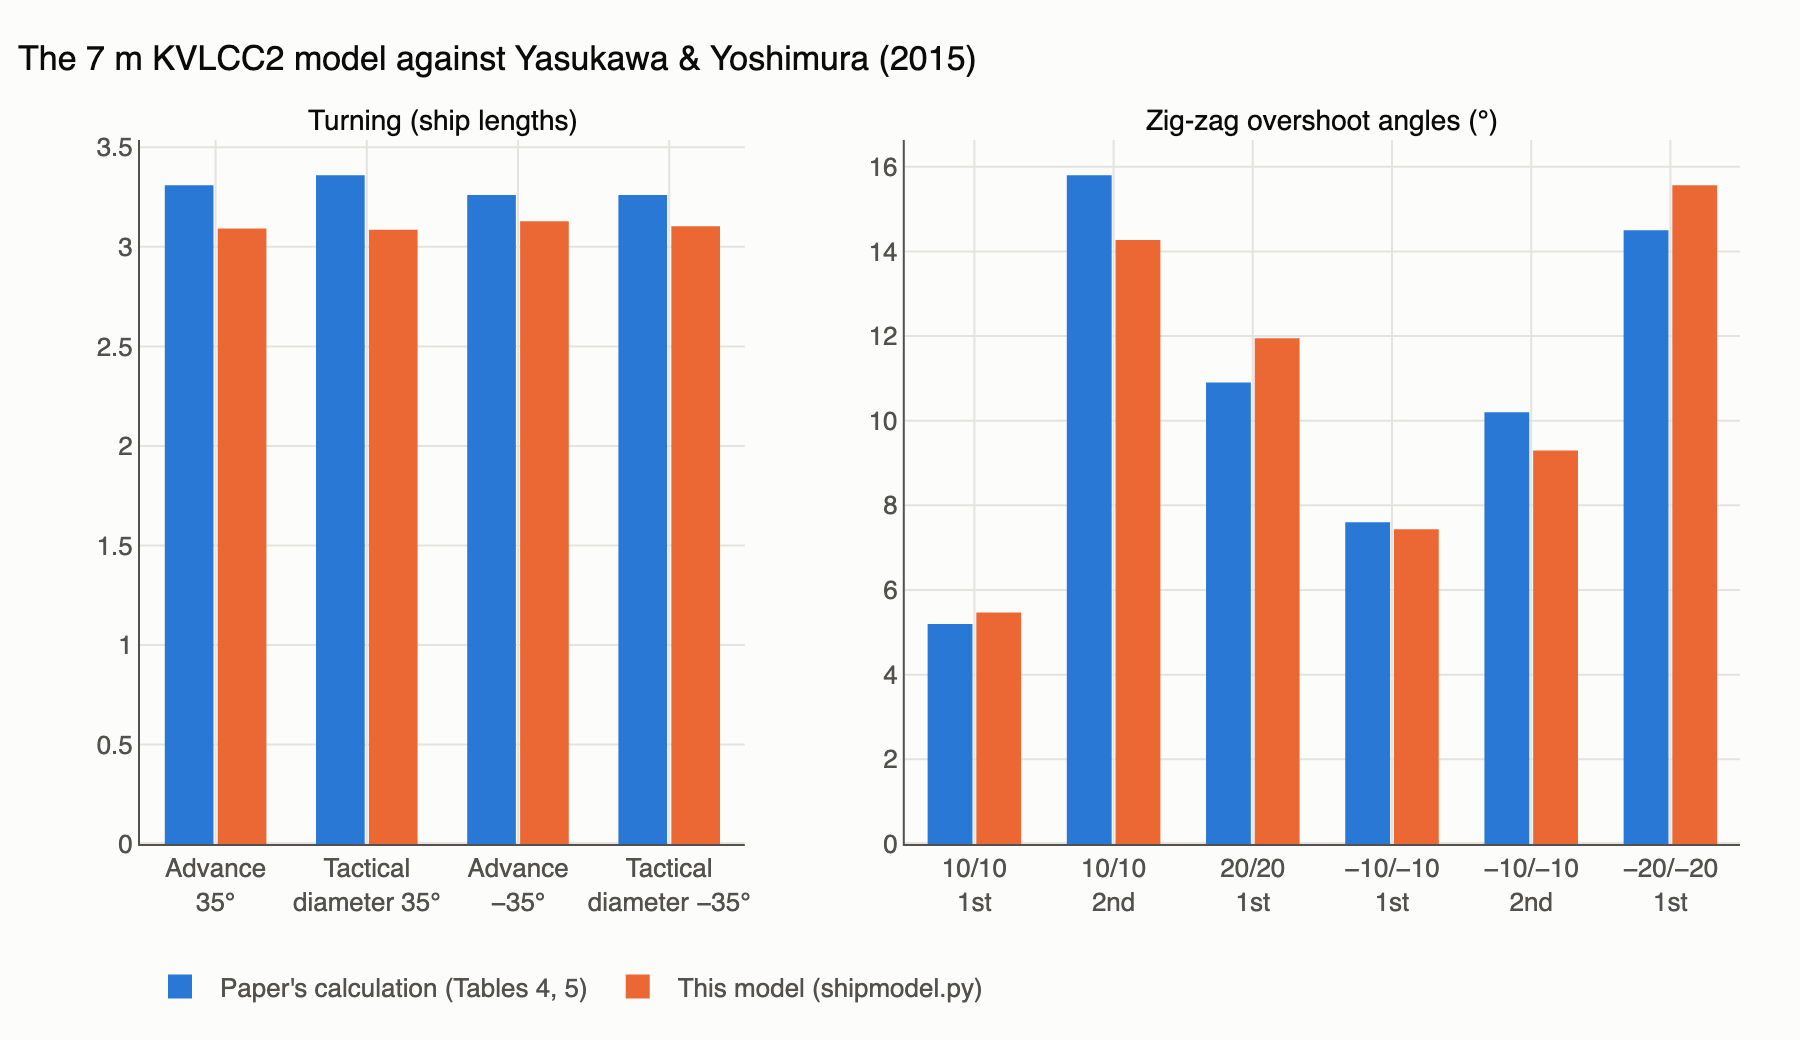 The 7 m KVLCC2 model against Yasukawa & Yoshimura (2015)
Turning (ship lengths)
3.5
3
2.5
2
1.5
1
0.5
0
Advance
35°
Tactical
diameter 35°
Advance
−35°
Tactical
diameter −35°
Zig-zag overshoot angles (°)
16
14
12
10
8
6
4
2
0
10/10
1st
10/10
2nd
20/20
1st
−10/−10
1st
−10/−10
2nd
−20/−20
1st
Paper's calculation (Tables 4, 5)
This model (shipmodel.py)